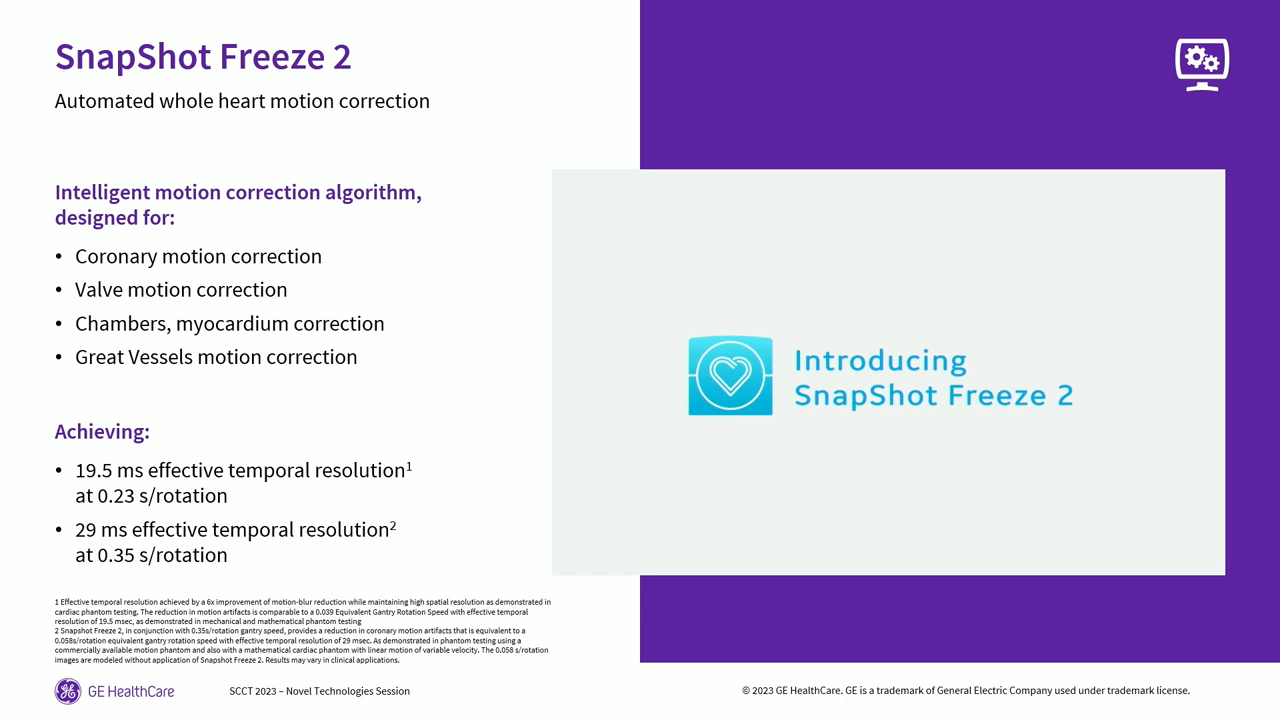 SnapShot Freeze 2
Automated whole heart motion correction
Intelligent motion correction algorithm,
designed for:
• Coronary motion correction
• Valve motion correction
• Chambers, myocardium correction
• Great Vessels motion correction
Achieving:
• 19.5 ms effective temporal resolution¹
at 0.23 s/rotation
• 29 ms effective temporal resolution²
at 0.35 s/rotation
1 Effective temporal resolution achieved by a 6x improvement of motion-blur reduction while maintaining high spatial resolution as demonstrated in
cardiac phantom testing. The reduction in motion artifacts is comparable to a 0.039 Equivalent Gantry Rotation Speed with effective temporal
resolution of 19.5 msec, as demonstrated in mechanical and mathematical phantom testing
2 Snapshot Freeze 2, in conjunction with 0.35s/rotation gantry speed, provides a reduction in coronary motion artifacts that is equivalent to a
0.058s/rotation equivalent gantry rotation speed with effective temporal resolution of 29 msec. As demonstrated in phantom testing using a
commercially available motion phantom and also with a mathematical cardiac phantom with linear motion of variable velocity. The 0.058 s/rotation
images are modeled without application of Snapshot Freeze 2. Results may vary in clinical applications.
Introducing
SnapShot Freeze 2
GE HealthCare
SCCT 2023 – Novel Technologies Session
© 2023 GE HealthCare. GE is a trademark of General Electric Company used under trademark license.